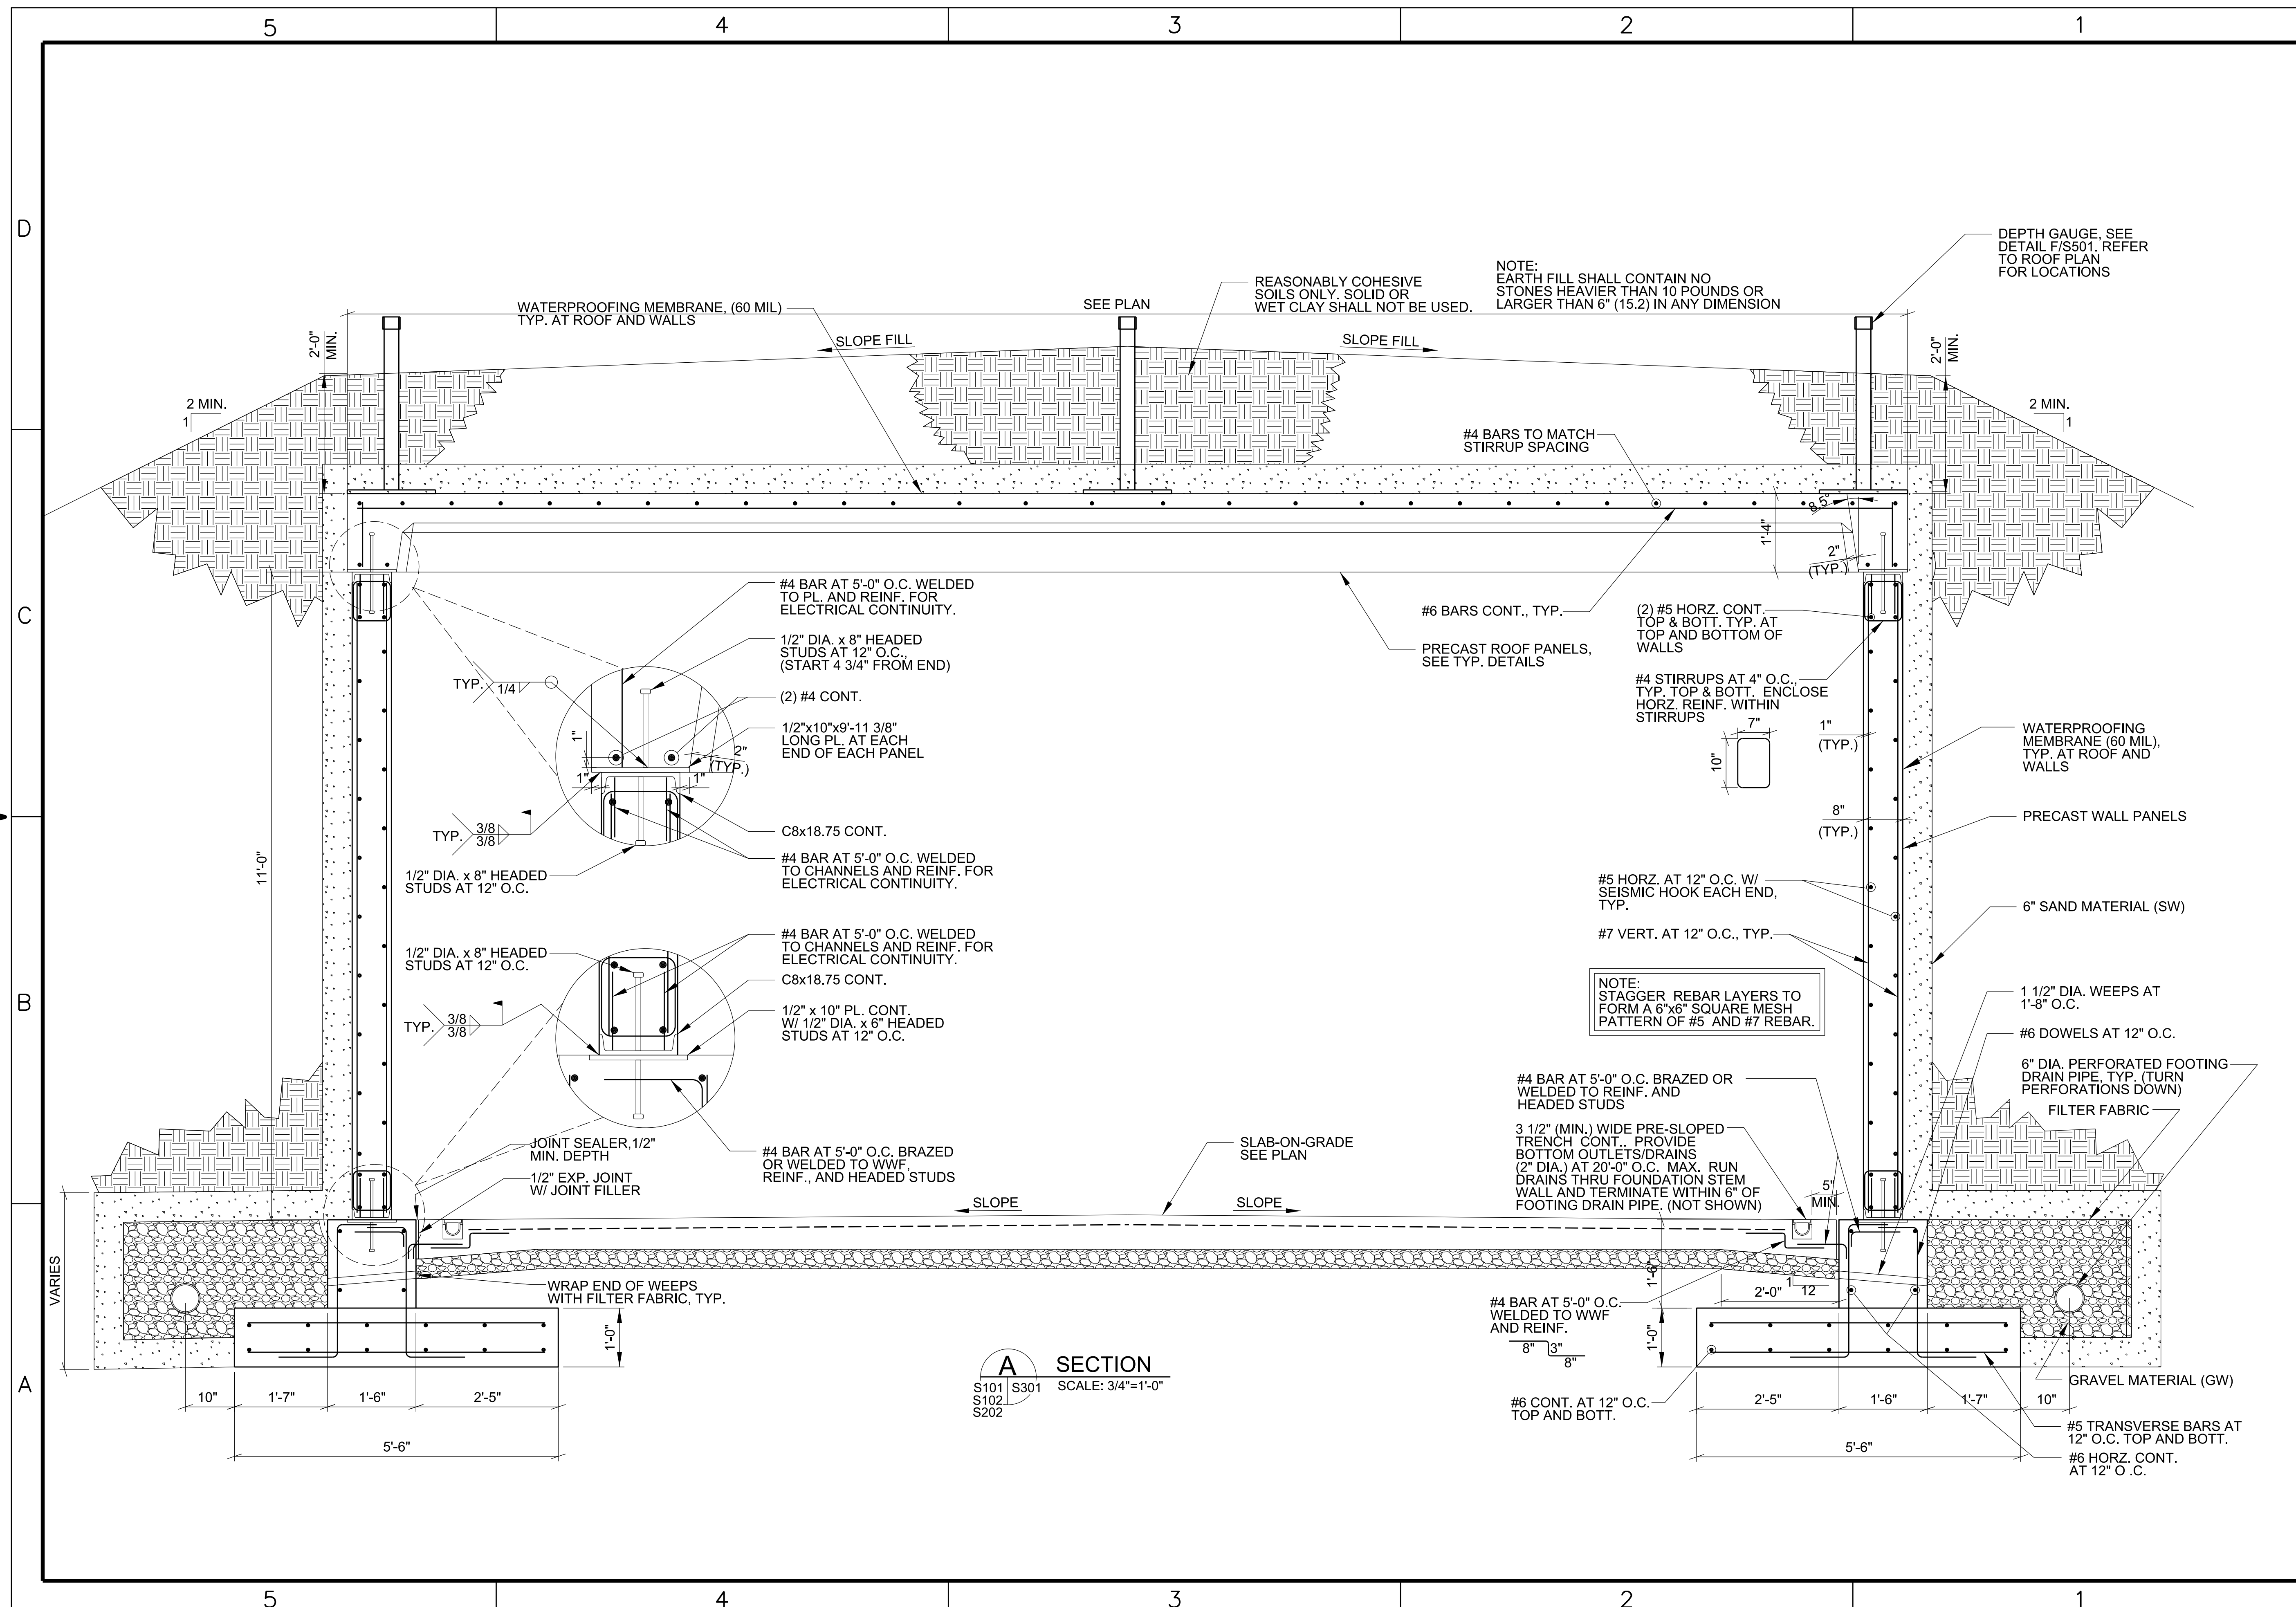 5
4
3
2
1
D
C
B
A
DEPTH GAUGE, SEE
DETAIL F/S501. REFER
TO ROOF PLAN
FOR LOCATIONS
WATERPROOFING MEMBRANE, (60 MIL)
TYP. AT ROOF AND WALLS
SEE PLAN
REASONABLY COHESIVE
SOILS ONLY. SOLID OR
WET CLAY SHALL NOT BE USED.
NOTE:
EARTH FILL SHALL CONTAIN NO
STONES HEAVIER THAN 10 POUNDS OR
LARGER THAN 6" (15.2) IN ANY DIMENSION
2'-0"
MIN.
SLOPE FILL
SLOPE FILL
2'-0"
MIN.
2 MIN.
1
2 MIN.
1
#4 BARS TO MATCH
STIRRUP SPACING
8.5°
1'-4"
2"
(TYP.)
#4 BAR AT 5'-0" O.C. WELDED
TO PL. AND REINF. FOR
ELECTRICAL CONTINUITY.
1/2" DIA. x 8" HEADED
STUDS AT 12" O.C.,
(START 4 3/4" FROM END)
TYP.
1/4
(2) #4 CONT.
1/2"x10"x9'-11 3/8"
LONG PL. AT EACH
END OF EACH PANEL
1"
2"
(TYP.)
1"
1"
TYP.
3/8
3/8
C8x18.75 CONT.
#4 BAR AT 5'-0" O.C. WELDED
TO CHANNELS AND REINF. FOR
ELECTRICAL CONTINUITY.
1/2" DIA. x 8" HEADED
STUDS AT 12" O.C.
11'-0"
#6 BARS CONT., TYP.
PRECAST ROOF PANELS,
SEE TYP. DETAILS
(2) #5 HORZ. CONT.
TOP & BOTT. TYP. AT
TOP AND BOTTOM OF
WALLS
#4 STIRRUPS AT 4" O.C.,
TYP. TOP & BOTT. ENCLOSE
HORZ. REINF. WITHIN
STIRRUPS
7"
10"
1"
(TYP.)
8"
(TYP.)
WATERPROOFING
MEMBRANE (60 MIL),
TYP. AT ROOF AND
WALLS
PRECAST WALL PANELS
#5 HORZ. AT 12" O.C. W/
SEISMIC HOOK EACH END,
TYP.
6" SAND MATERIAL (SW)
#7 VERT. AT 12" O.C., TYP.
NOTE:
STAGGER REBAR LAYERS TO
FORM A 6"x6" SQUARE MESH
PATTERN OF #5 AND #7 REBAR.
#4 BAR AT 5'-0" O.C. WELDED
TO CHANNELS AND REINF. FOR
ELECTRICAL CONTINUITY.
1/2" DIA. x 8" HEADED
STUDS AT 12" O.C.
C8x18.75 CONT.
1/2" x 10" PL. CONT.
W/ 1/2" DIA. x 6" HEADED
STUDS AT 12" O.C.
TYP.
3/8
3/8
1 1/2" DIA. WEEPS AT
1'-8" O.C.
#6 DOWELS AT 12" O.C.
6" DIA. PERFORATED FOOTING
DRAIN PIPE, TYP. (TURN
PERFORATIONS DOWN)
FILTER FABRIC
#4 BAR AT 5'-0" O.C. BRAZED OR
WELDED TO REINF. AND
HEADED STUDS
3 1/2" (MIN.) WIDE PRE-SLOPED
TRENCH CONT.. PROVIDE
BOTTOM OUTLETS/DRAINS
(2" DIA.) AT 20'-0" O.C. MAX. RUN
DRAINS THRU FOUNDATION STEM
WALL AND TERMINATE WITHIN 6" OF
FOOTING DRAIN PIPE. (NOT SHOWN)
5"
MIN.
JOINT SEALER,1/2"
MIN. DEPTH
1/2" EXP. JOINT
W/ JOINT FILLER
#4 BAR AT 5'-0" O.C. BRAZED
OR WELDED TO WWF,
REINF., AND HEADED STUDS
SLAB-ON-GRADE
SEE PLAN
SLOPE
SLOPE
VARIES
WRAP END OF WEEPS
WITH FILTER FABRIC, TYP.
1'-0"
1'-6"
1'-0"
2'-0"
1
12
#4 BAR AT 5'-0" O.C.
WELDED TO WWF
AND REINF.
8"
3"
8"
#6 CONT. AT 12" O.C.
TOP AND BOTT.
A
SECTION
S101
S301
SCALE: 3/4"=1'-0"
S102
S202
10"
1'-7"
1'-6"
2'-5"
5'-6"
2'-5"
1'-6"
1'-7"
10"
5'-6"
GRAVEL MATERIAL (GW)
#5 TRANSVERSE BARS AT
12" O.C. TOP AND BOTT.
#6 HORZ. CONT.
AT 12" O .C.
5
4
3
2
1